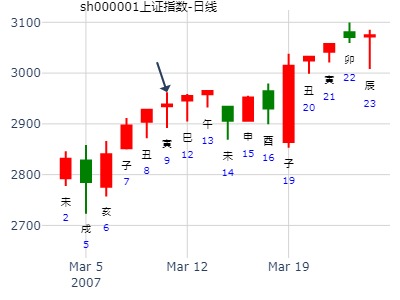 sh000001上证指数-日线
3100
3000
2900
2800
2700
未
2
戌
5
亥
6
子
7
丑
8
寅
9
巳
12
午
13
未
14
申
15
酉
16
子
19
丑
20
寅
21
卯
22
辰
23
Mar 5
2007
Mar 12
Mar 19